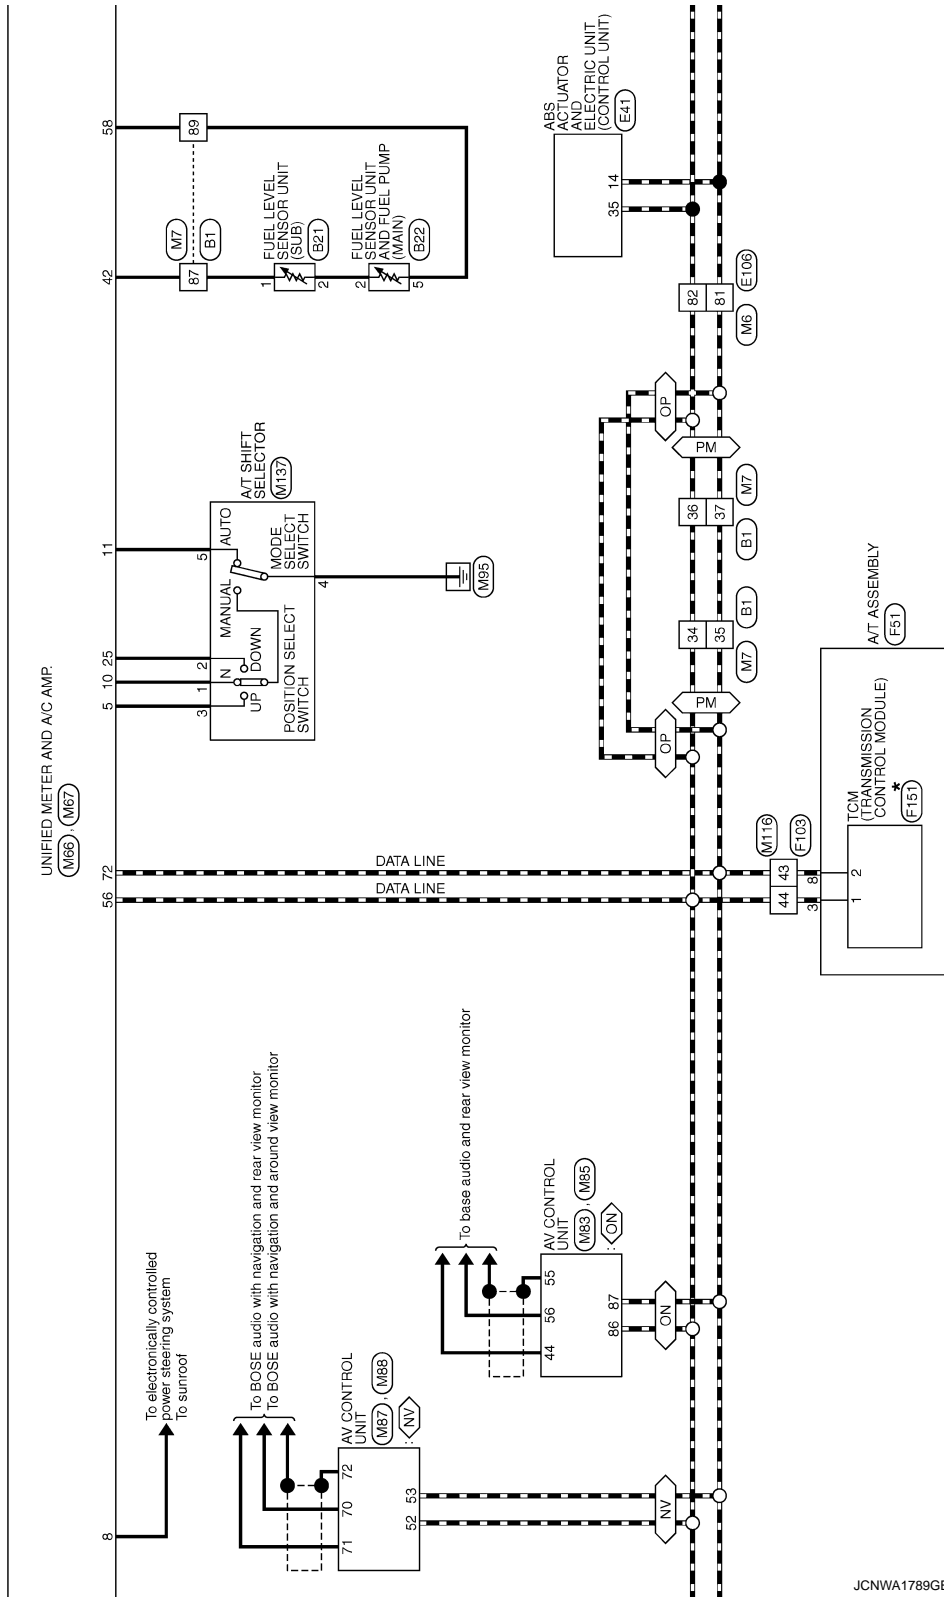 UNIFIED METER AND A/C AMP.
M66 , M67
8
56
72
5
10
25
11
42
58
To electronically controlled
power steering system
To sunroof
To BOSE audio with navigation and rear view monitor
To BOSE audio with navigation and around view monitor
AV CONTROL
UNIT
M87 , M88
: NV
71
70
72
52
53
NV
To base audio and rear view monitor
AV CONTROL
UNIT
M83 , M85
: ON
44
56
55
86
87
ON
DATA LINE
DATA LINE
M116
F103
44
43
3
8
1
2
TCM
(TRANSMISSION
CONTROL MODULE)
*
F151
A/T ASSEMBLY
F51
A/T SHIFT
SELECTOR
M137
3
1
2
5
UP
N
DOWN
MANUAL
AUTO
POSITION SELECT
SWITCH
MODE
SELECT
SWITCH
4
M95
OP
PM
34
35
M7
B1
36
37
B1
M7
PM
OP
82
81
M6
E106
M7
B1
87
89
1
2
FUEL LEVEL
SENSOR UNIT
(SUB)
B21
2
5
FUEL LEVEL
SENSOR UNIT
AND FUEL PUMP
(MAIN)
B22
ABS
ACTUATOR
AND
ELECTRIC UNIT
(CONTROL UNIT)
E41
35
14
JCNWA1789GE